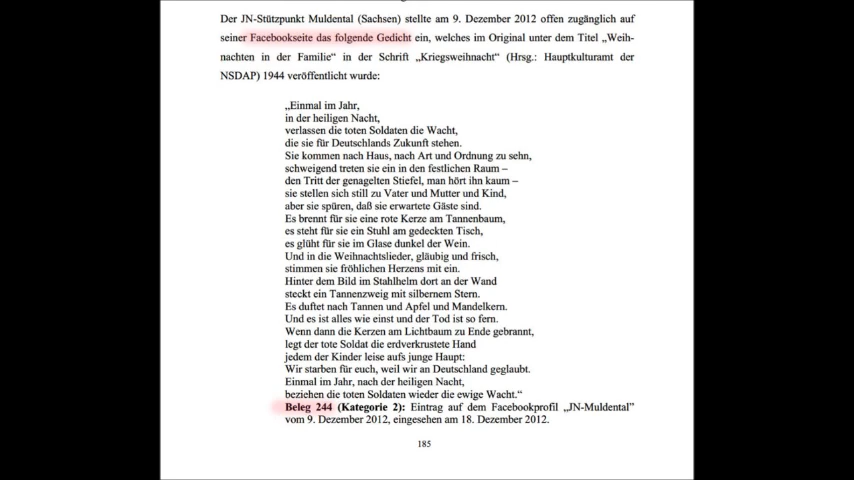 Der JN-Stützpunkt Muldental (Sachsen) stellte am 9. Dezember 2012 offen zugänglich auf
seiner Facebookseite das folgende Gedicht ein, welches im Original unter dem Titel „Weih-
nachten in der Familie“ in der Schrift „Kriegsweihnacht“ (Hrsg.: Hauptkulturamt der
NSDAP) 1944 veröffentlicht wurde:
„Einmal im Jahr,
in der heiligen Nacht,
verlassen die toten Soldaten die Wacht,
die sie für Deutschlands Zukunft stehen.
Sie kommen nach Haus, nach Art und Ordnung zu sehn,
schweigend treten sie ein in den festlichen Raum –
den Tritt der genagelten Stiefel, man hört ihn kaum –
sie stellen sich still zu Vater und Mutter und Kind,
aber sie spüren, daß sie erwartete Gäste sind.
Es brennt für sie eine rote Kerze am Tannenbaum,
es steht für sie ein Stuhl am gedeckten Tisch,
es glüht für sie im Glase dunkel der Wein.
Und in die Weihnachtslieder, gläubig und frisch,
stimmen sie fröhlichen Herzens mit ein.
Hinter dem Bild im Stahlhelm dort an der Wand
steckt ein Tannenzweig mit silbernem Stern.
Es duftet nach Tannen und Apfel und Mandelkern.
Und es ist alles wie einst und der Tod ist so fern.
Wenn dann die Kerzen am Lichtbaum zu Ende gebrannt,
legt der tote Soldat die erdverkrustete Hand
jedem der Kinder leise aufs junge Haupt:
Wir starben für euch, weil wir an Deutschland geglaubt.
Einmal im Jahr, nach der heiligen Nacht,
beziehen die toten Soldaten wieder die ewige Wacht.“
Beleg 244 (Kategorie 2): Eintrag auf dem Facebookprofil „JN-Muldental”
vom 9. Dezember 2012, eingesehen am 18. Dezember 2012.
185